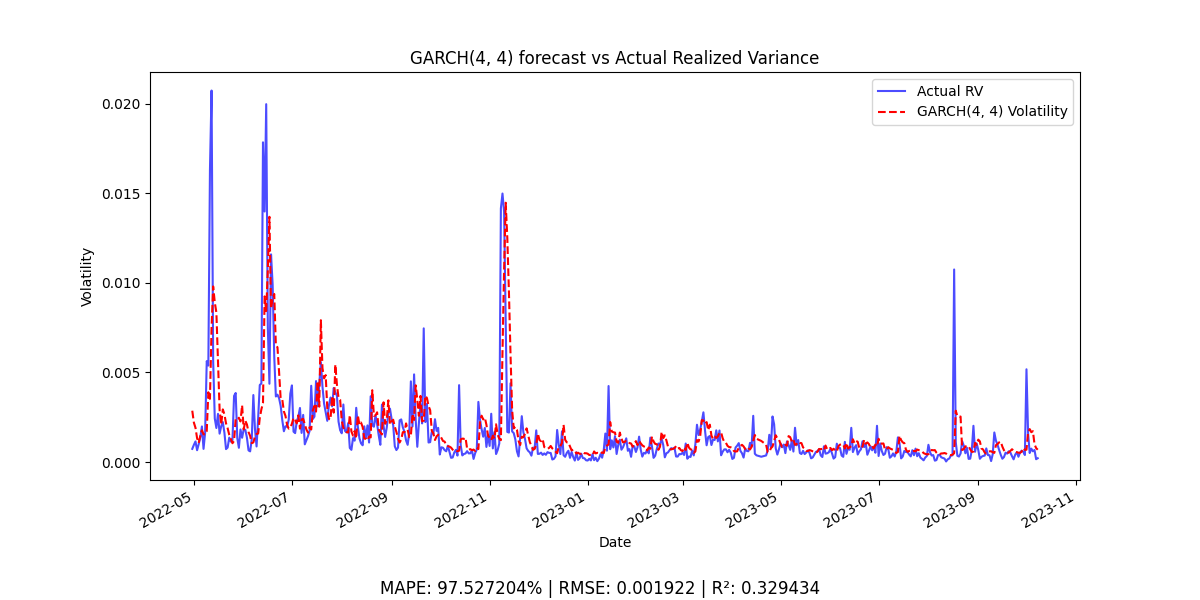 GARCH(4, 4) forecast vs Actual Realized Variance
Actual RV
GARCH(4, 4) Volatility
0.020
0.015
0.010
0.005
0.000
Volatility
2022-05
2022-07
2022-09
2022-11
2023-01
2023-03
2023-05
2023-07
2023-09
2023-11
Date
MAPE: 97.527204% | RMSE: 0.001922 | R²: 0.329434